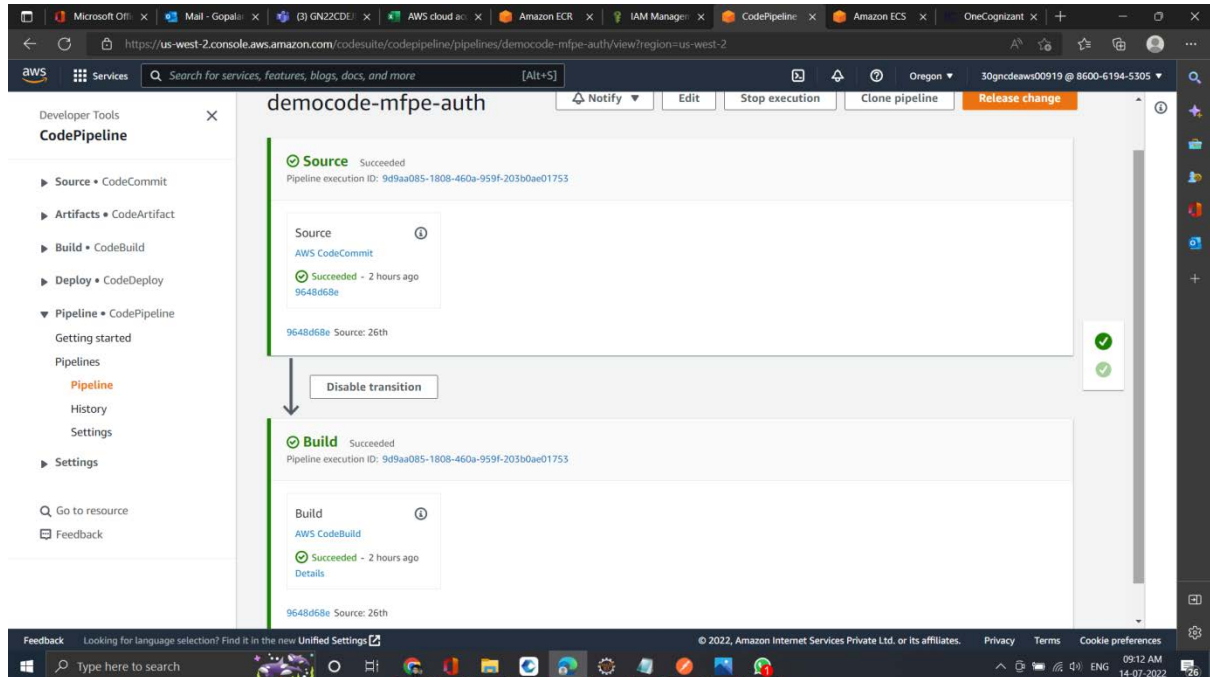 Microsoft Offi
Mail - Gopala
(3) GN22CDE
AWS cloud ac
Amazon ECR
IAM Manager
CodePipeline
Amazon ECS
OneCognizant
https://us-west-2.console.aws.amazon.com/codesuite/codepipeline/pipelines/democode-mfpe-auth/view?region=us-west-2
aws
Services
Search for services, features, blogs, docs, and more
[Alt+S]
Oregon
30gncdeaws00919 @ 8600-6194-5305
Developer Tools
CodePipeline
Source • CodeCommit
Artifacts • CodeArtifact
Build • CodeBuild
Deploy • CodeDeploy
Pipeline • CodePipeline
Getting started
Pipelines
Pipeline
History
Settings
Settings
Go to resource
Feedback
democode-mfpe-auth
Notify
Edit
Stop execution
Clone pipeline
Release change
Source Succeeded
Pipeline execution ID: 9d9aa085-1808-460a-959f-203b0ae01753
Source
AWS CodeCommit
Succeeded - 2 hours ago
9648d68e
9648d68e Source: 26th
Disable transition
Build Succeeded
Pipeline execution ID: 9d9aa085-1808-460a-959f-203b0ae01753
Build
AWS CodeBuild
Succeeded - 2 hours ago
Details
9648d68e Source: 26th
Feedback
Looking for language selection? Find it in the new Unified Settings
© 2022, Amazon Internet Services Private Ltd. or its affiliates.
Privacy
Terms
Cookie preferences
Type here to search
ENG
09:12 AM
14-07-2022
26